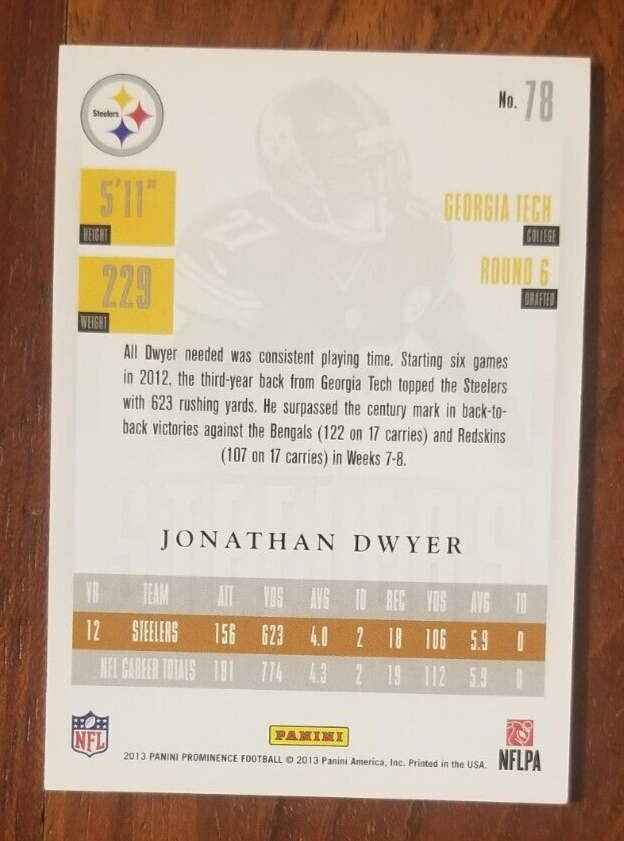 Steelers
No. 78
5'11"
HEIGHT
GEORGIA TECH
COLLEGE
229
WEIGHT
ROUND 6
DRAFTED
27
All Dwyer needed was consistent playing time. Starting six games
in 2012, the third-year back from Georgia Tech topped the Steelers
with 623 rushing yards. He surpassed the century mark in back-to-
back victories against the Bengals (122 on 17 carries) and Redskins
(107 on 17 carries) in Weeks 7-8.
STEELERS
JONATHAN DWYER
YR TEAM ATT YDS AVG TD REC YDS AVG TD
12 STEELERS 156 623 4.0 2 18 106 5.9 0
NFL CAREER TOTALS 181 774 4.3 2 19 112 5.9 0
NFL
PANINI
2013 PANINI PROMINENCE FOOTBALL © 2013 Panini America, Inc. Printed in the USA.
NFLPA